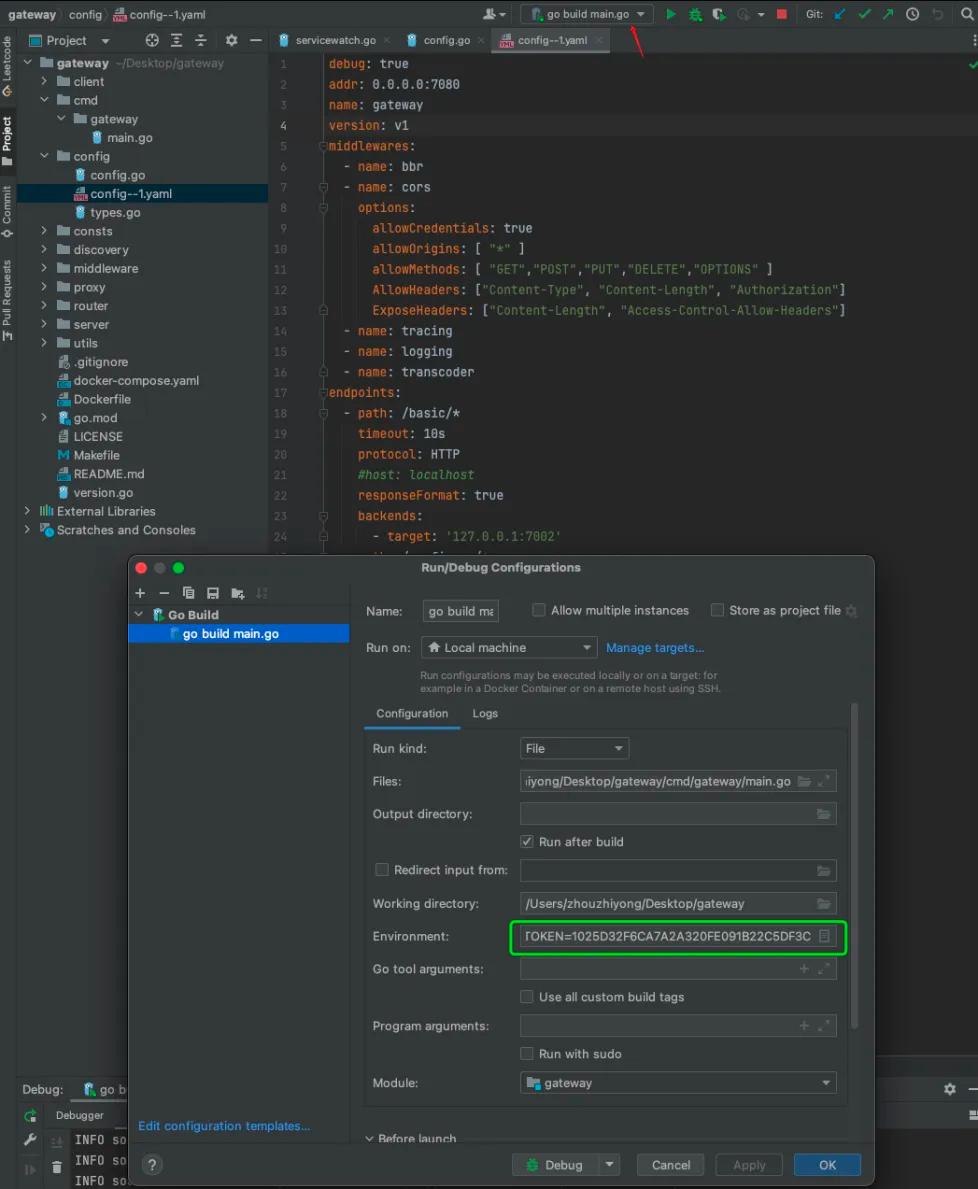 gateway › config › config--1.yaml
go build main.go
Git:
Project
servicewatch.go
config.go
config--1.yaml
Leetcode
Project
Commit
Pull Requests
gateway ~/Desktop/gateway
client
cmd
gateway
main.go
config
config.go
config--1.yaml
types.go
consts
discovery
middleware
proxy
router
server
utils
.gitignore
docker-compose.yaml
Dockerfile
go.mod
LICENSE
Makefile
README.md
version.go
External Libraries
Scratches and Consoles
1 debug: true
2 addr: 0.0.0.0:7080
3 name: gateway
4 version: v1
5 middlewares:
6 - name: bbr
7 - name: cors
8 options:
9 allowCredentials: true
10 allowOrigins: [ "*" ]
11 allowMethods: [ "GET","POST","PUT","DELETE","OPTIONS" ]
12 AllowHeaders: ["Content-Type", "Content-Length", "Authorization"]
13 ExposeHeaders: ["Content-Length", "Access-Control-Allow-Headers"]
14 - name: tracing
15 - name: logging
16 - name: transcoder
17 endpoints:
18 - path: /basic/*
19 timeout: 10s
20 protocol: HTTP
21 #host: localhost
22 responseFormat: true
23 backends:
24 - target: '127.0.0.1:7002'
Run/Debug Configurations
Go Build
go build main.go
Name: go build ma
Allow multiple instances
Store as project file
Run on: Local machine
Manage targets...
Run configurations may be executed locally or on a target: for
example in a Docker Container or on a remote host using SSH.
Configuration
Logs
Run kind: File
Files: iyong/Desktop/gateway/cmd/gateway/main.go
Output directory:
Run after build
Redirect input from:
Working directory: /Users/zhouzhiyong/Desktop/gateway
Environment: TOKEN=1025D32F6CA7A2A320FE091B22C5DF3C
Go tool arguments:
Use all custom build tags
Program arguments:
Run with sudo
Module: gateway
Before launch
Edit configuration templates...
?
Debug
Cancel
Apply
OK
Debug: go b
Debugger
INFO so
INFO so
INFO so